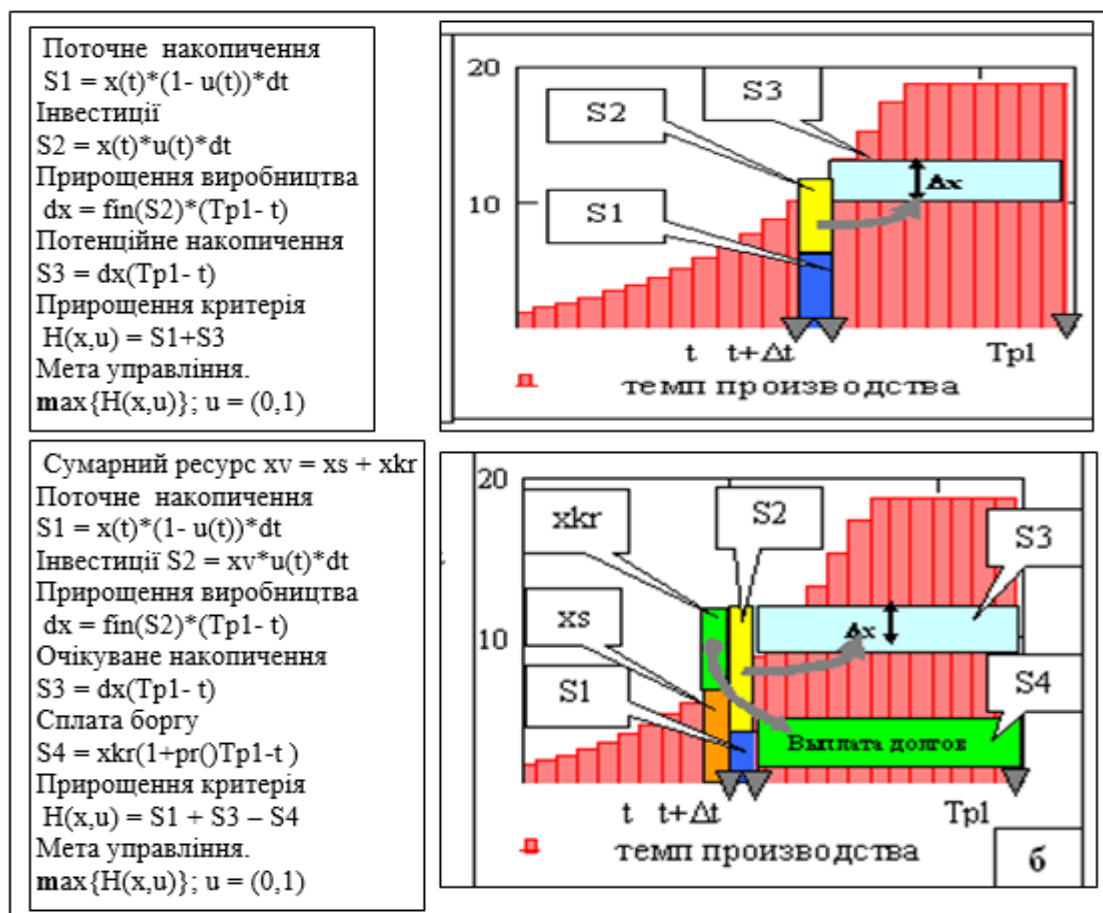 Поточне накопичення
S1 = x(t)*(1- u(t))*dt
Інвестиції
S2 = x(t)*u(t)*dt
Прирощення виробництва
dx = fin(S2)*(Tp1- t)
Потенційне накопичення
S3 = dx(Tp1- t)
Прирощення критерія
H(x,u) = S1+S3
Мета управління.
max{H(x,u)}; u = (0,1)
20
10
S2
S1
S3
Δx
t t+Δt Tpl
темп производства
Сумарний ресурс xv = xs + xkr
Поточне накопичення
S1 = x(t)*(1- u(t))*dt
Інвестиції S2 = xv*u(t)*dt
Прирощення виробництва
dx = fin(S2)*(Tp1- t)
Очікуване накопичення
S3 = dx(Tp1- t)
Сплата боргу
S4 = xkr(1+pr()Tp1-t )
Прирощення критерія
H(x,u) = S1 + S3 – S4
Мета управління.
max{H(x,u)}; u = (0,1)
20
10
xkr
xs
S1
S2
S3
Δx
S4
Выплата долгов
t t+Δt Tpl
темп производства
б